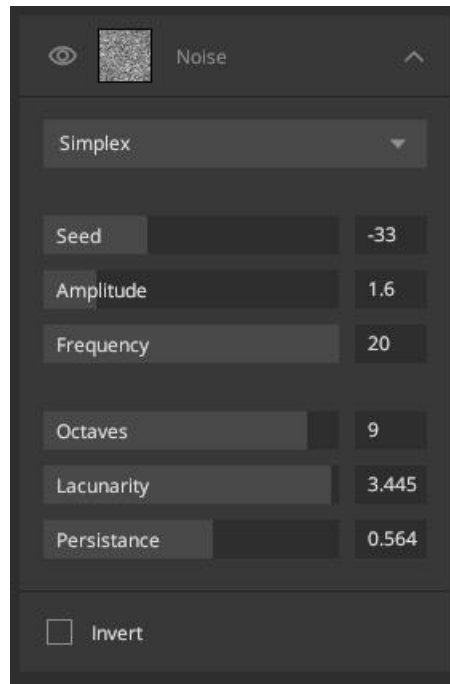 Noise
Simplex
Seed -33
Amplitude 1.6
Frequency 20
Octaves 9
Lacunarity 3.445
Persistance 0.564
Invert